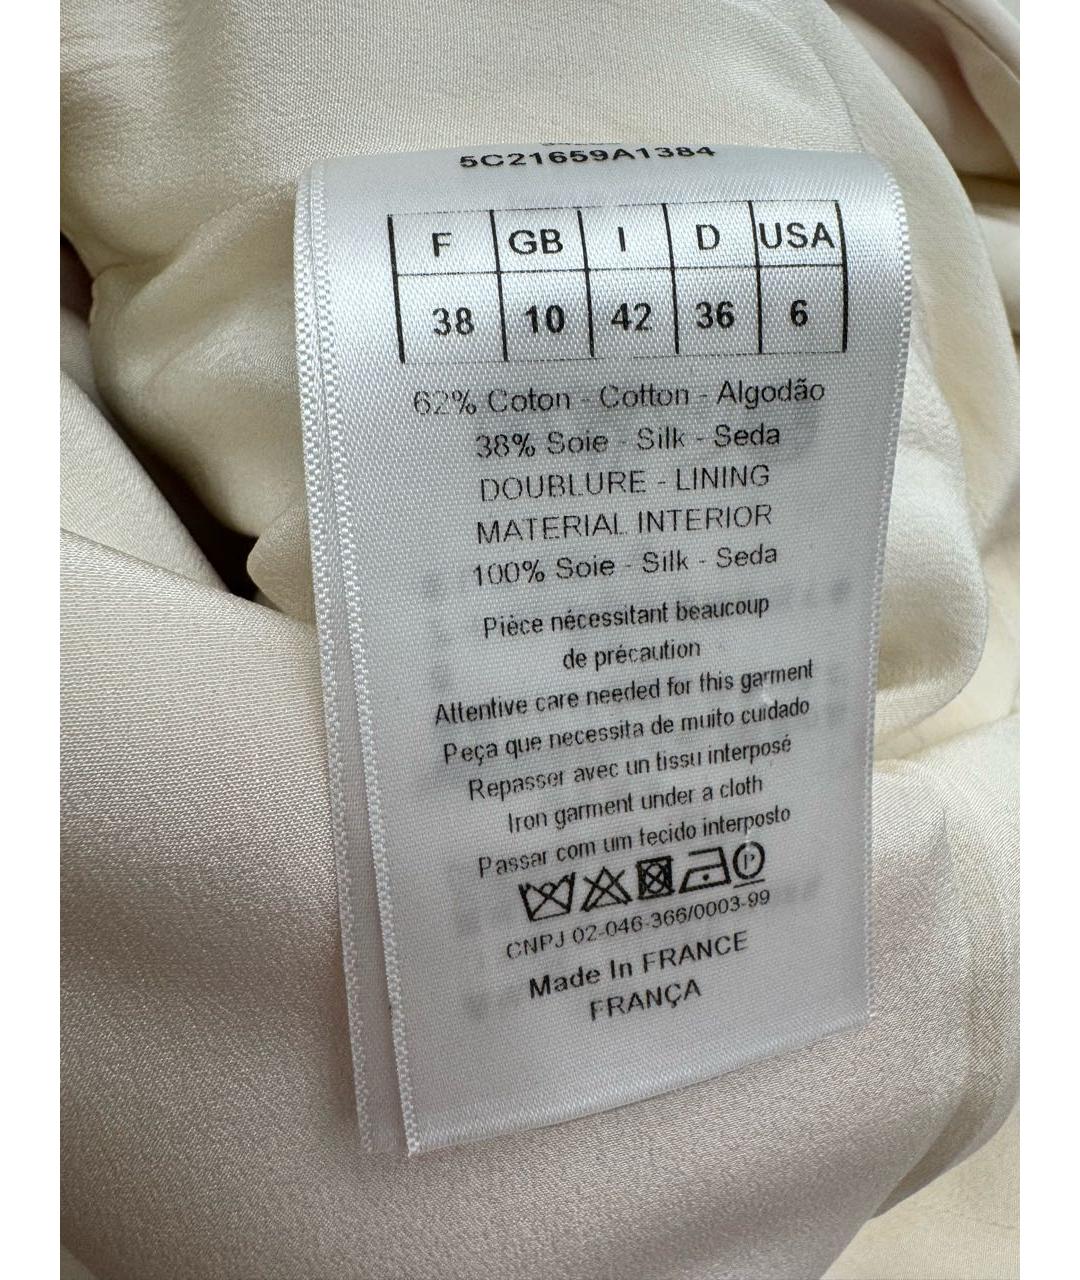 5C21659A1384
F GB I D USA
38 10 42 36 6
62% Coton - Cotton - Algodão
38% Soie - Silk - Seda
DOUBLURE - LINING
MATERIAL INTERIOR
100% Soie - Silk - Seda
Pièce nécessitant beaucoup
de précaution
Attentive care needed for this garment
Peça que necessita de muito cuidado
Repasser avec un tissu interposé
Iron garment under a cloth
Passar com um tecido interposto
P
CNPJ 02-046-366/0003-99
Made In FRANCE
FRANÇA